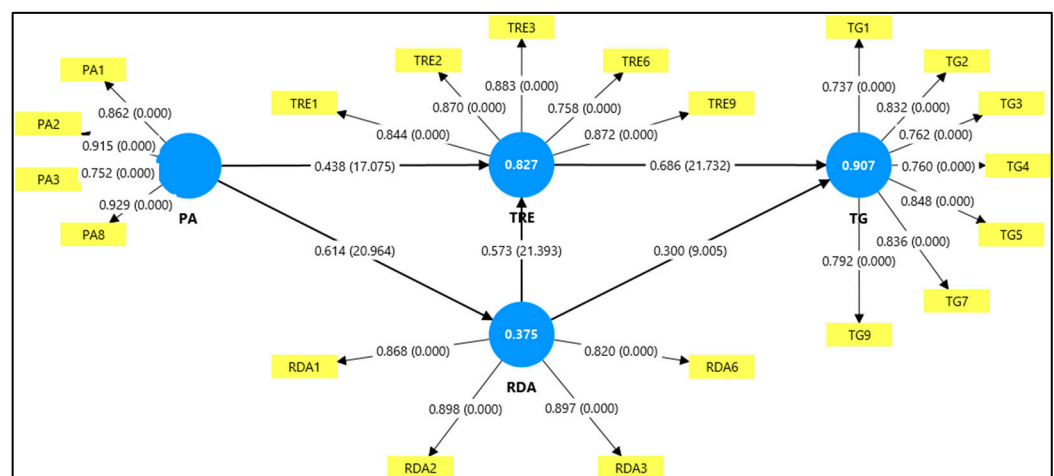 TRE3
TG1
TRE2
TRE6
TG2
PA1
0.883 (0.000)
0.737 (0.000)
TRE1
0.870 (0.000)
0.758 (0.000)
TRE9
0.832 (0.000)
TG3
0.862 (0.000)
PA2
0.844 (0.000)
0.872 (0.000)
0.762 (0.000)
0.915 (0.000)
0.438 (17.075)
0.827
0.686 (21.732)
0.907
0.760 (0.000)
TG4
0.752 (0.000)
PA3
0.929 (0.000)
PA
TRE
TG
0.848 (0.000)
PA8
0.836 (0.000)
TG5
0.614 (20.964)
0.573 (21.393)
0.300 (9.005)
0.792 (0.000)
TG7
0.375
TG9
0.868 (0.000)
0.820 (0.000)
RDA1
RDA
RDA6
0.898 (0.000)
0.897 (0.000)
RDA2
RDA3